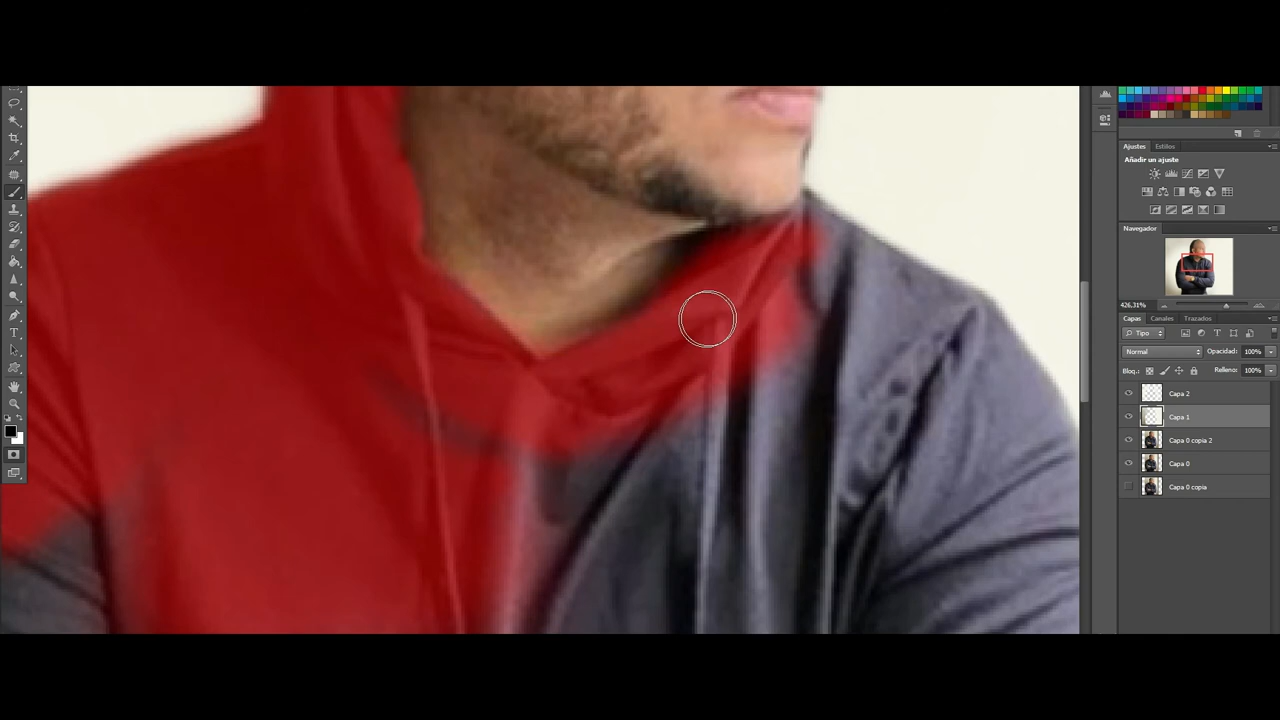 Ajustes Estilos
Añadir un ajuste
Navegador
426,31%
Capas Canales Trazados
Tipo
Normal Opacidad: 100%
Bloq.: Relleno: 100%
Capa 2
Capa 1
Capa 0 copia 2
Capa 0
Capa 0 copia
T